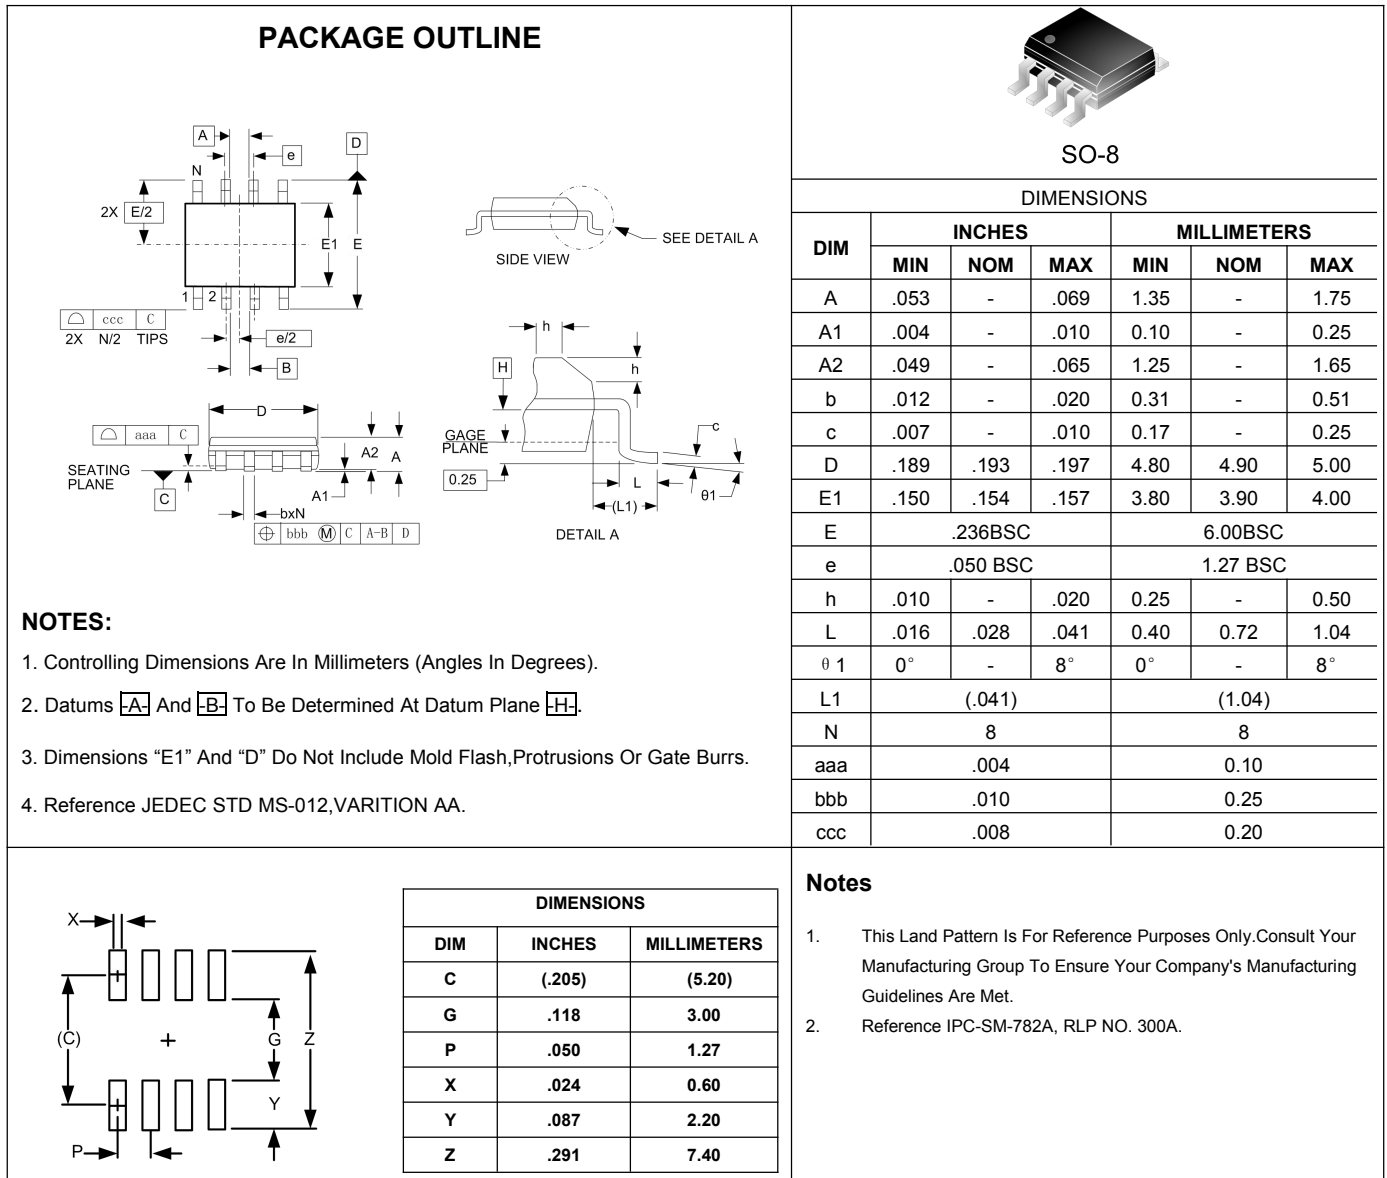 PACKAGE OUTLINE
A
e
D
N
2X E/2
E1 E
1 2
ccc C
2X N/2 TIPS
e/2
B
SEE DETAIL A
SIDE VIEW
D
aaa C
A2 A
SEATING
PLANE
C
A1
bxN
bbb M C A-B D
h
H
h
GAGE
PLANE
c
0.25
L
(L1)
θ1
DETAIL A
NOTES:
1. Controlling Dimensions Are In Millimeters (Angles In Degrees).
2. Datums -A- And -B- To Be Determined At Datum Plane -H-.
3. Dimensions “E1” And “D” Do Not Include Mold Flash,Protrusions Or Gate Burrs.
4. Reference JEDEC STD MS-012,VARITION AA.
SO-8
DIMENSIONS
DIM INCHES MILLIMETERS
MIN NOM MAX MIN NOM MAX
A .053 - .069 1.35 - 1.75
A1 .004 - .010 0.10 - 0.25
A2 .049 - .065 1.25 - 1.65
b .012 - .020 0.31 - 0.51
c .007 - .010 0.17 - 0.25
D .189 .193 .197 4.80 4.90 5.00
E1 .150 .154 .157 3.80 3.90 4.00
E .236BSC 6.00BSC
e .050 BSC 1.27 BSC
h .010 - .020 0.25 - 0.50
L .016 .028 .041 0.40 0.72 1.04
θ 1 0° - 8° 0° - 8°
L1 (.041) (1.04)
N 8 8
aaa .004 0.10
bbb .010 0.25
ccc .008 0.20
X
(C)
G
Z
Y
P
DIMENSIONS
DIM INCHES MILLIMETERS
C (.205) (5.20)
G .118 3.00
P .050 1.27
X .024 0.60
Y .087 2.20
Z .291 7.40
Notes
1. This Land Pattern Is For Reference Purposes Only.Consult Your
Manufacturing Group To Ensure Your Company's Manufacturing
Guidelines Are Met.
2. Reference IPC-SM-782A, RLP NO. 300A.